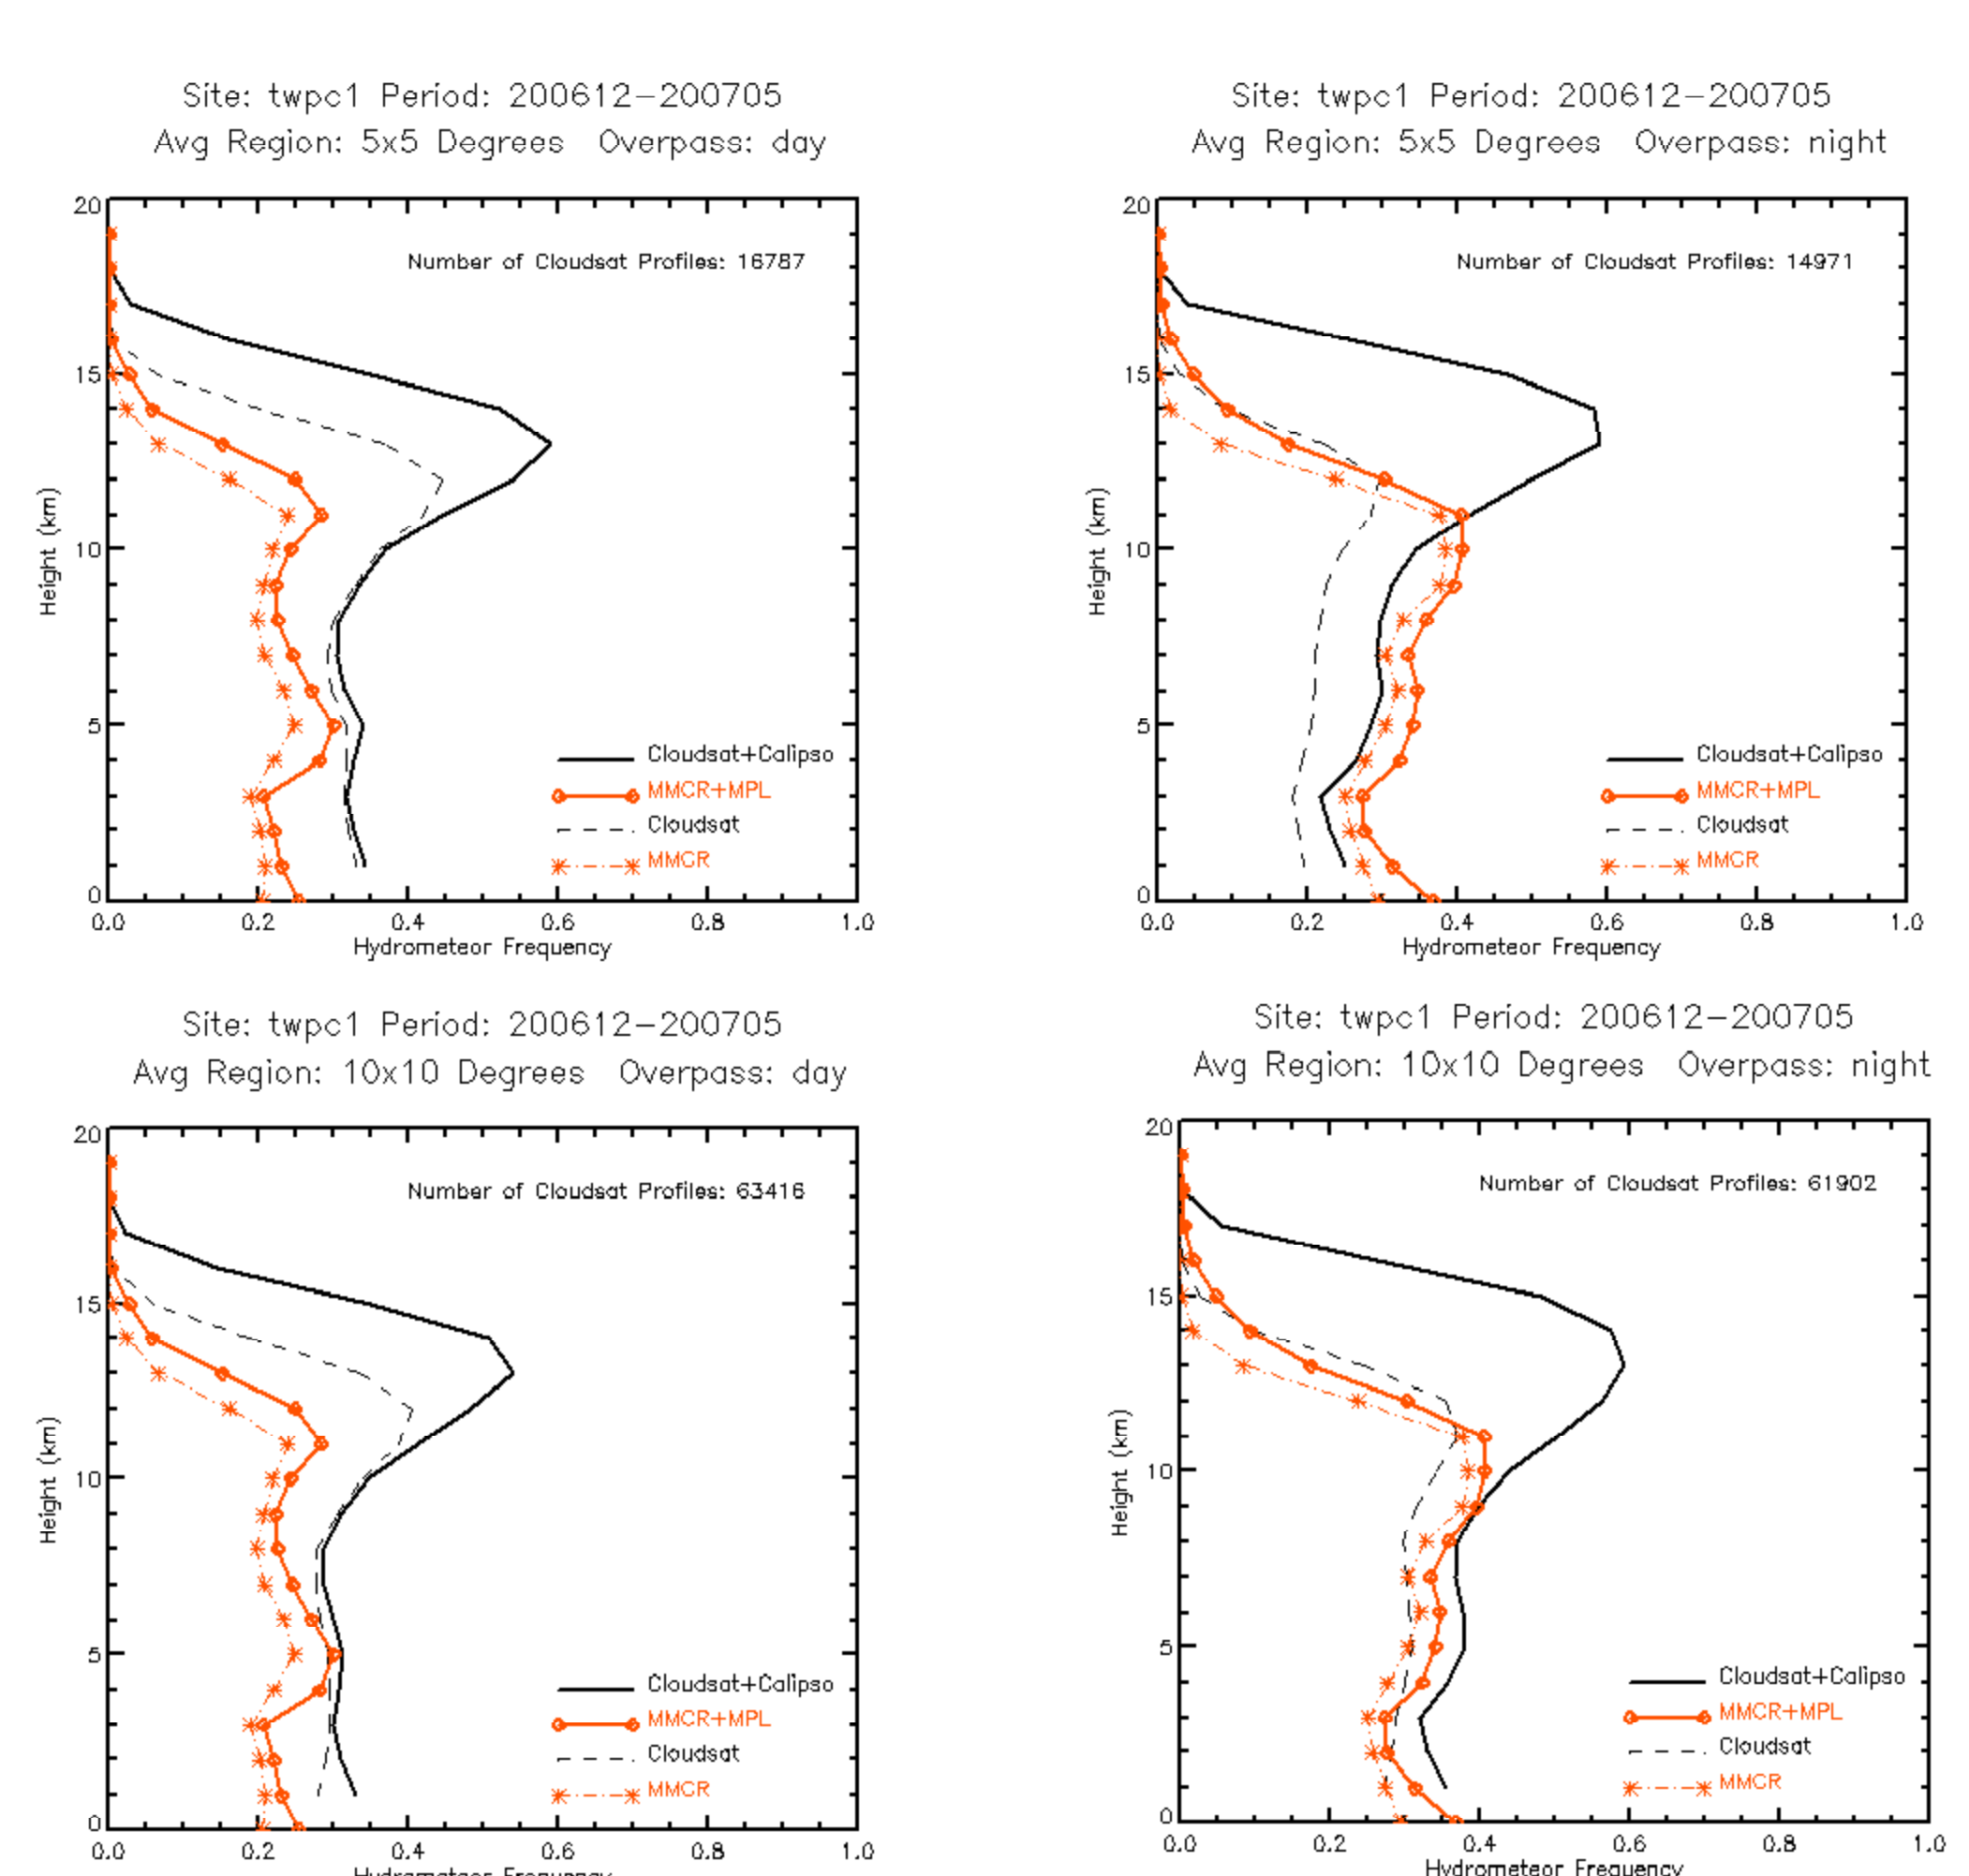 Site: twpc1 Period: 200612-200705
Avg Region: 5x5 Degrees Overpass: day
20
Number of Cloudsat Profiles: 16787
15
Height (km)
10
5
Cloudsat+Calipso
MMCR+MPL
Cloudsat
MMCR
0
0.0 0.2 0.4 0.6 0.8 1.0
Hydrometeor Frequency
Site: twpc1 Period: 200612-200705
Avg Region: 5x5 Degrees Overpass: night
20
Number of Cloudsat Profiles: 14971
15
Height (km)
10
5
Cloudsat+Calipso
MMCR+MPL
Cloudsat
MMCR
0
0.0 0.2 0.4 0.6 0.8 1.0
Hydrometeor Frequency
Site: twpc1 Period: 200612-200705
Avg Region: 10x10 Degrees Overpass: day
20
Number of Cloudsat Profiles: 63416
15
Height (km)
10
5
Cloudsat+Calipso
MMCR+MPL
Cloudsat
MMCR
0
0.0 0.2 0.4 0.6 0.8 1.0
Hydrometeor Frequency
Site: twpc1 Period: 200612-200705
Avg Region: 10x10 Degrees Overpass: night
20
Number of Cloudsat Profiles: 61902
15
Height (km)
10
5
Cloudsat+Calipso
MMCR+MPL
Cloudsat
MMCR
0
0.0 0.2 0.4 0.6 0.8 1.0
Hydrometeor Frequency